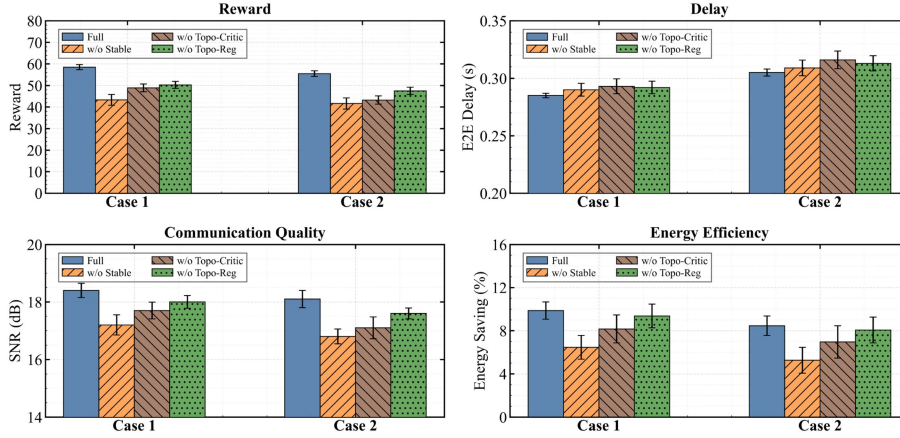 Reward
Reward
80
70
60
50
40
30
20
10
0
Full
w/o Topo-Critic
w/o Stable
w/o Topo-Reg
Case 1
Case 2
Delay
E2E Delay (s)
0.35
0.30
0.25
0.20
Full
w/o Topo-Critic
w/o Stable
w/o Topo-Reg
Case 1
Case 2
Communication Quality
SNR (dB)
20
18
16
14
Full
w/o Topo-Critic
w/o Stable
w/o Topo-Reg
Case 1
Case 2
Energy Efficiency
Energy Saving (%)
16
12
8
4
0
Full
w/o Topo-Critic
w/o Stable
w/o Topo-Reg
Case 1
Case 2